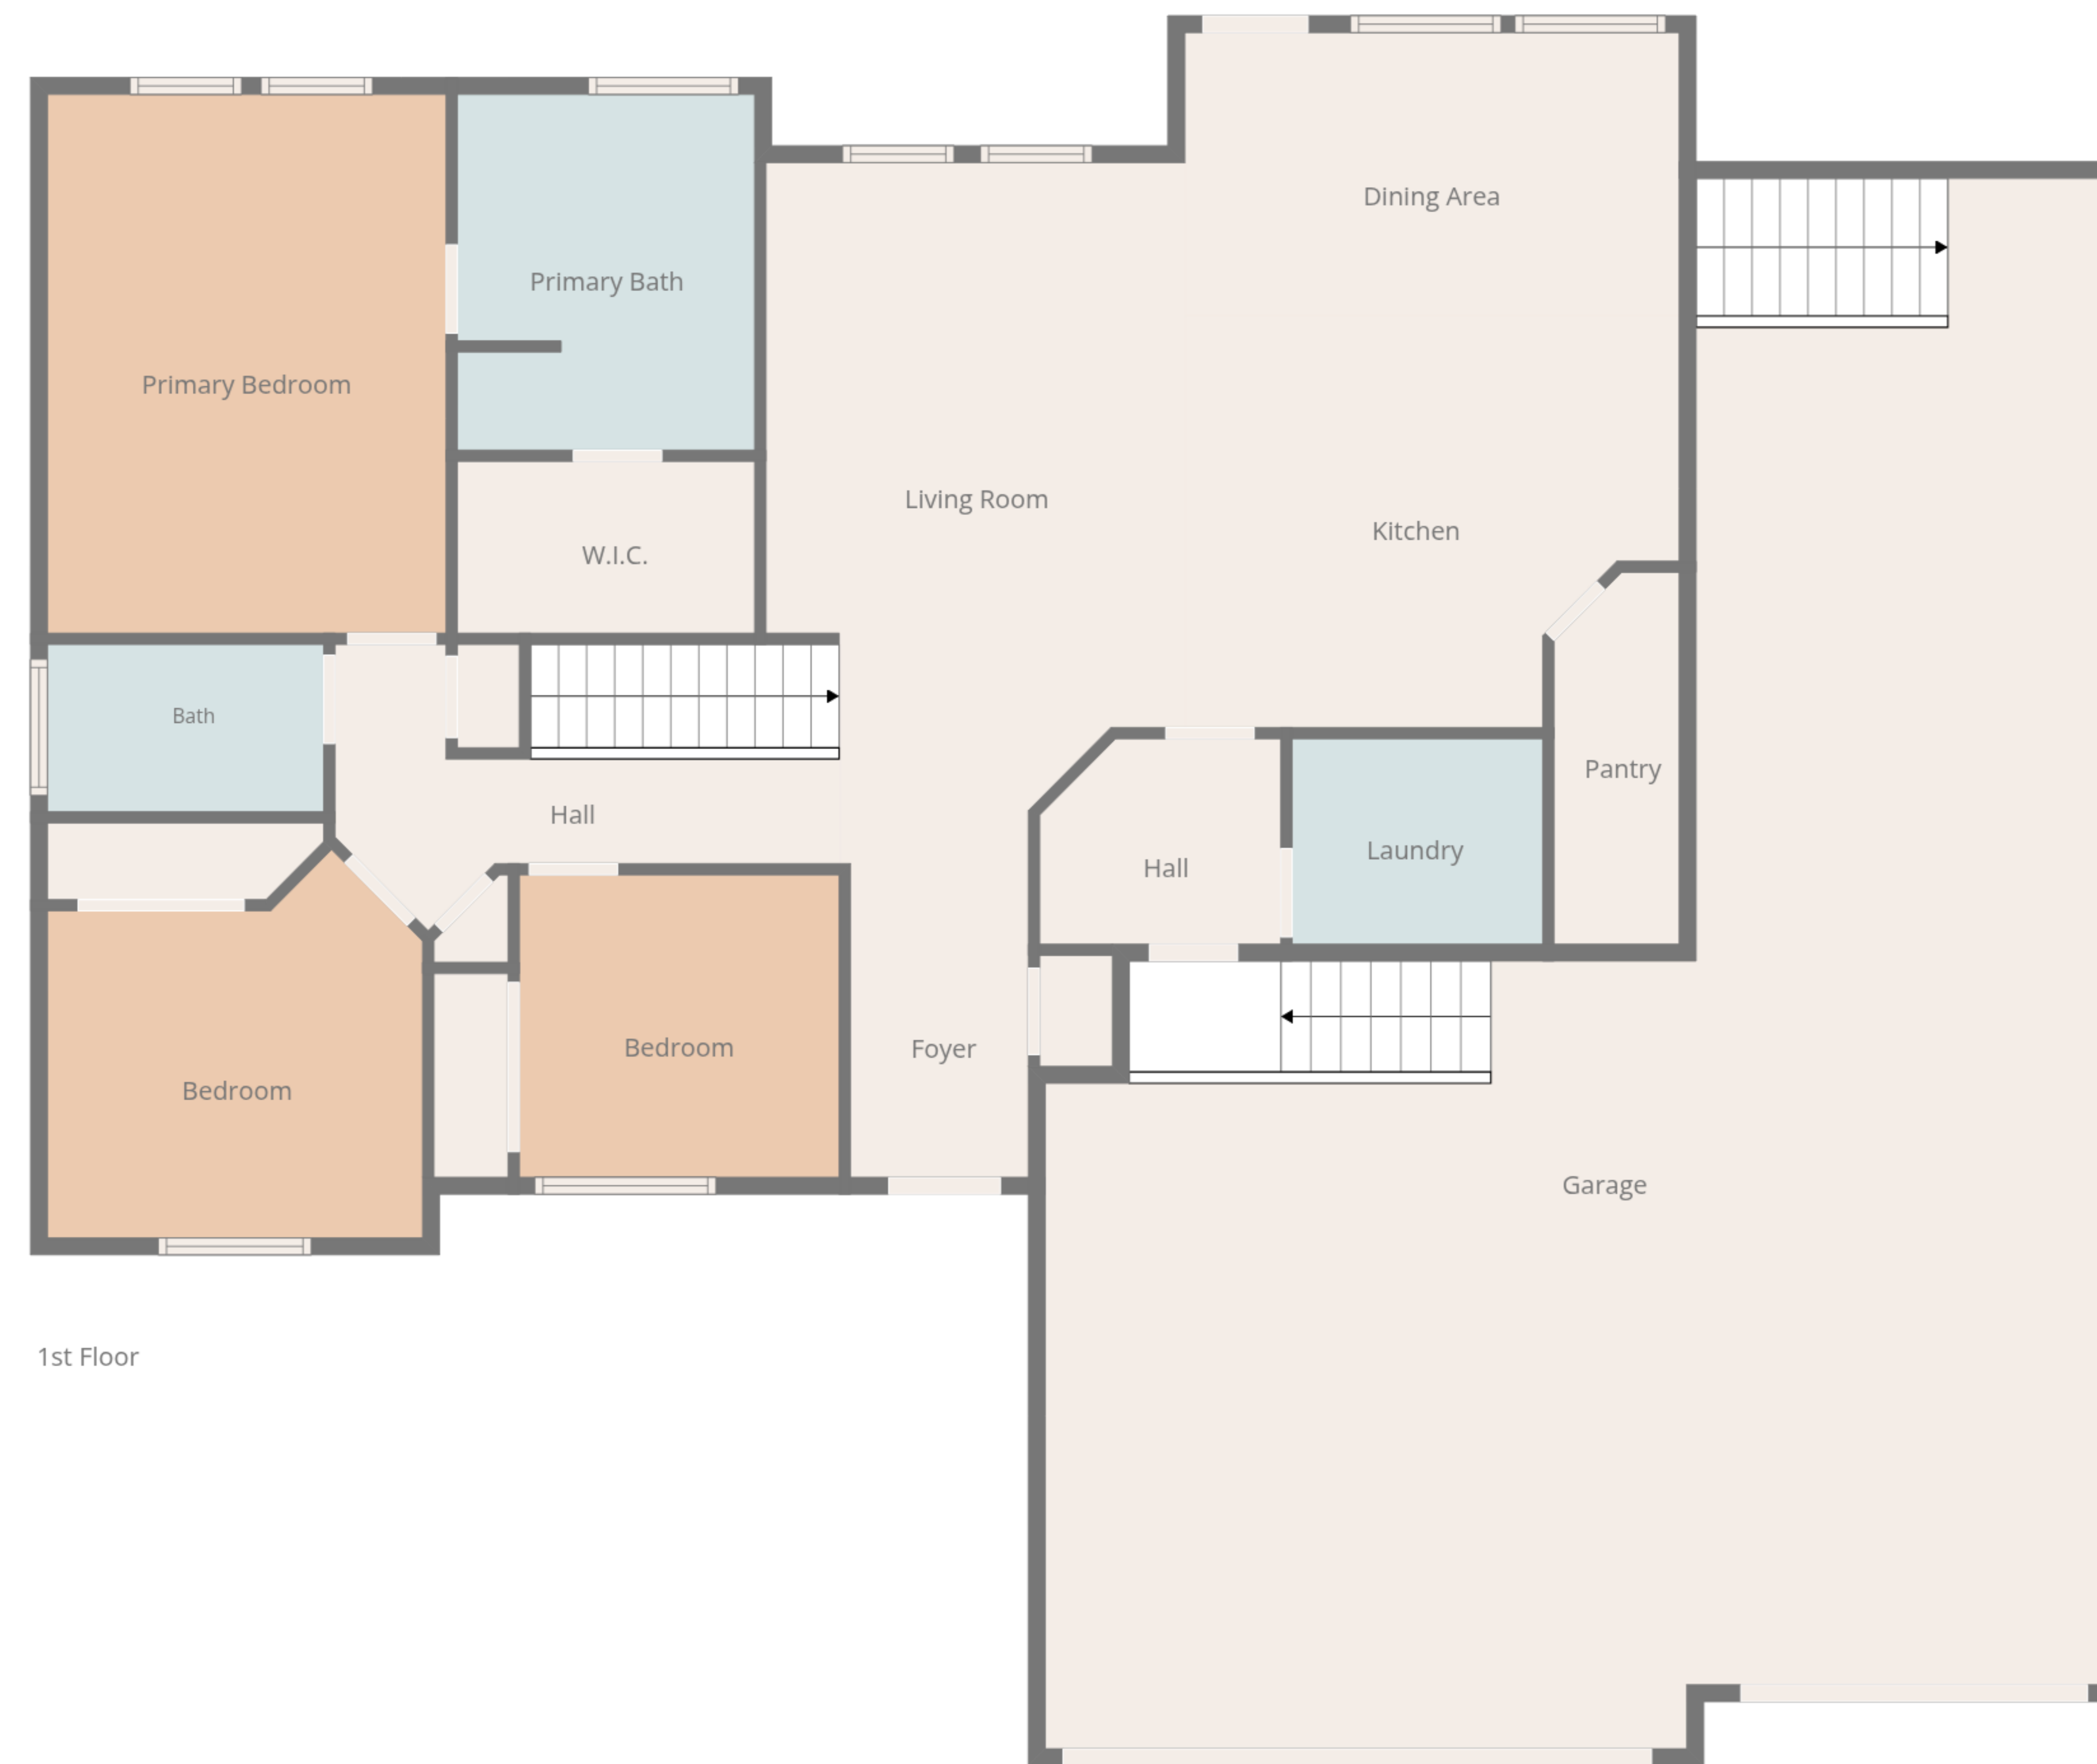 Dining Area
Primary Bath
Primary Bedroom
Living Room
Kitchen
W.I.C.
Bath
Pantry
Hall
Laundry
Hall
Bedroom
Foyer
Bedroom
Garage
1st Floor